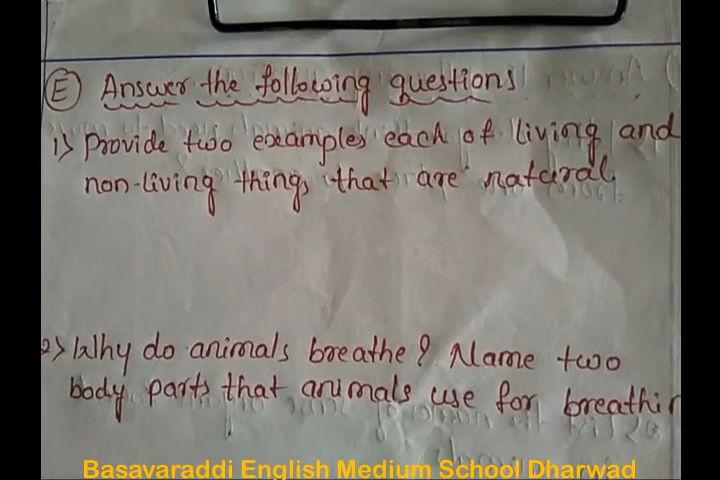 E Answer the following questions
1) Provide two examples each of living and
non-living things that are natural.
2) Why do animals breathe? Name two
body parts that animals use for breathin
Basavaraddi English Medium School Dharwad